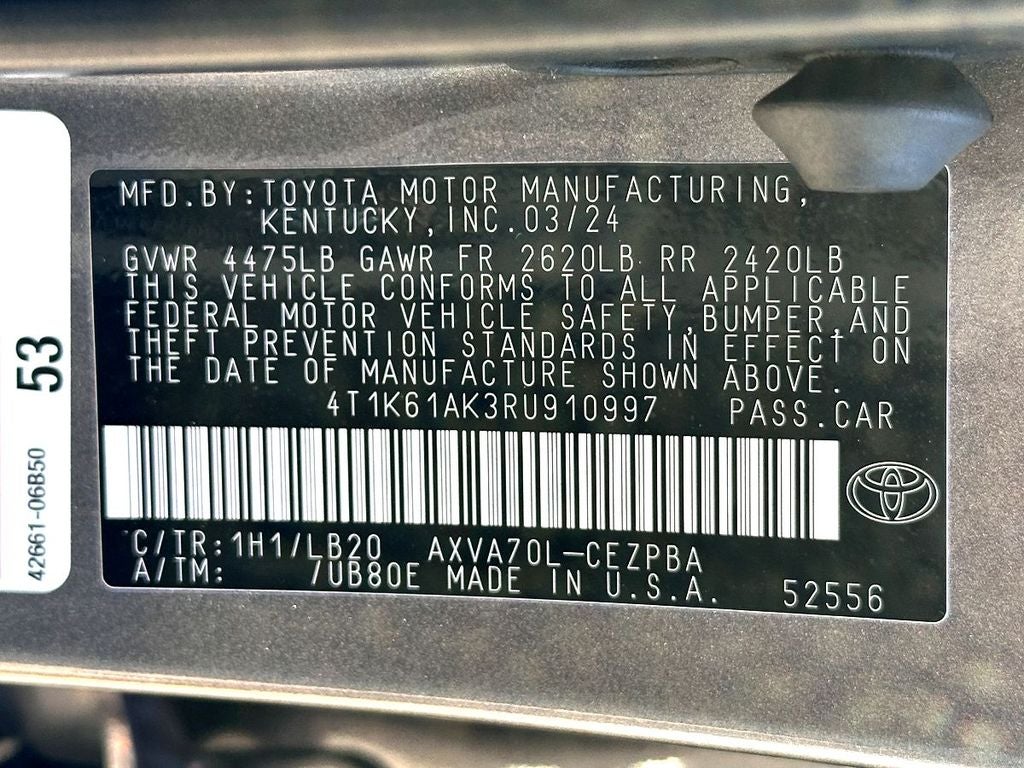 MFD.BY:TOYOTA MOTOR MANUFACTURING,
KENTUCKY,INC.03/24
GVWR 4475LB GAWR FR 2620LB RR 2420LB
THIS VEHICLE CONFORMS TO ALL APPLICABLE
FEDERAL MOTOR VEHICLE SAFETY,BUMPER,AND
THEFT PREVENTION STANDARDS IN EFFECT ON
THE DATE OF MANUFACTURE SHOWN ABOVE.
4T1K61AK3RU910997 PASS.CAR
C/TR:1H1/LB20 AXVA70L-CEZPBA
A/TM: /UB80E MADE IN U.S.A. 52556
53
42661-06B50